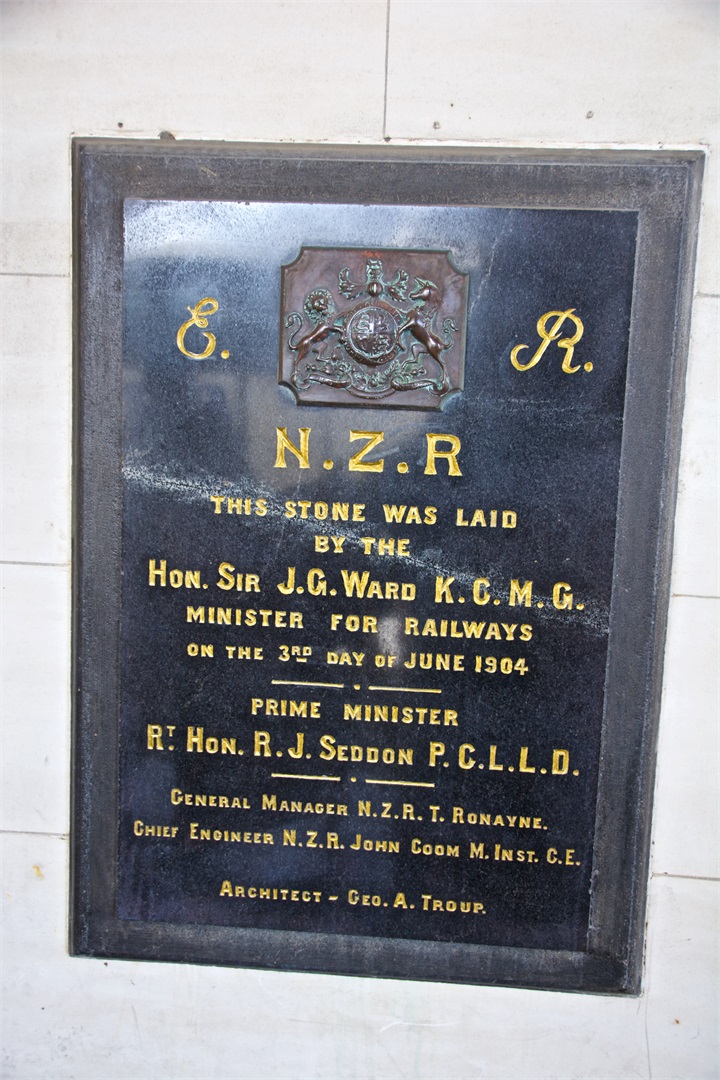 E. R.
N.Z.R
THIS STONE WAS LAID
BY THE
HON. SIR J.G. WARD K.C.M.G.
MINISTER FOR RAILWAYS
ON THE 3RD DAY OF JUNE 1904
PRIME MINISTER
RT HON. R.J. SEDDON P.C.L.L.D.
GENERAL MANAGER N.Z.R. T. RONAYNE.
CHIEF ENGINEER N.Z.R. JOHN COOM M. INST. C.E.
ARCHITECT – GEO. A. TROUP.